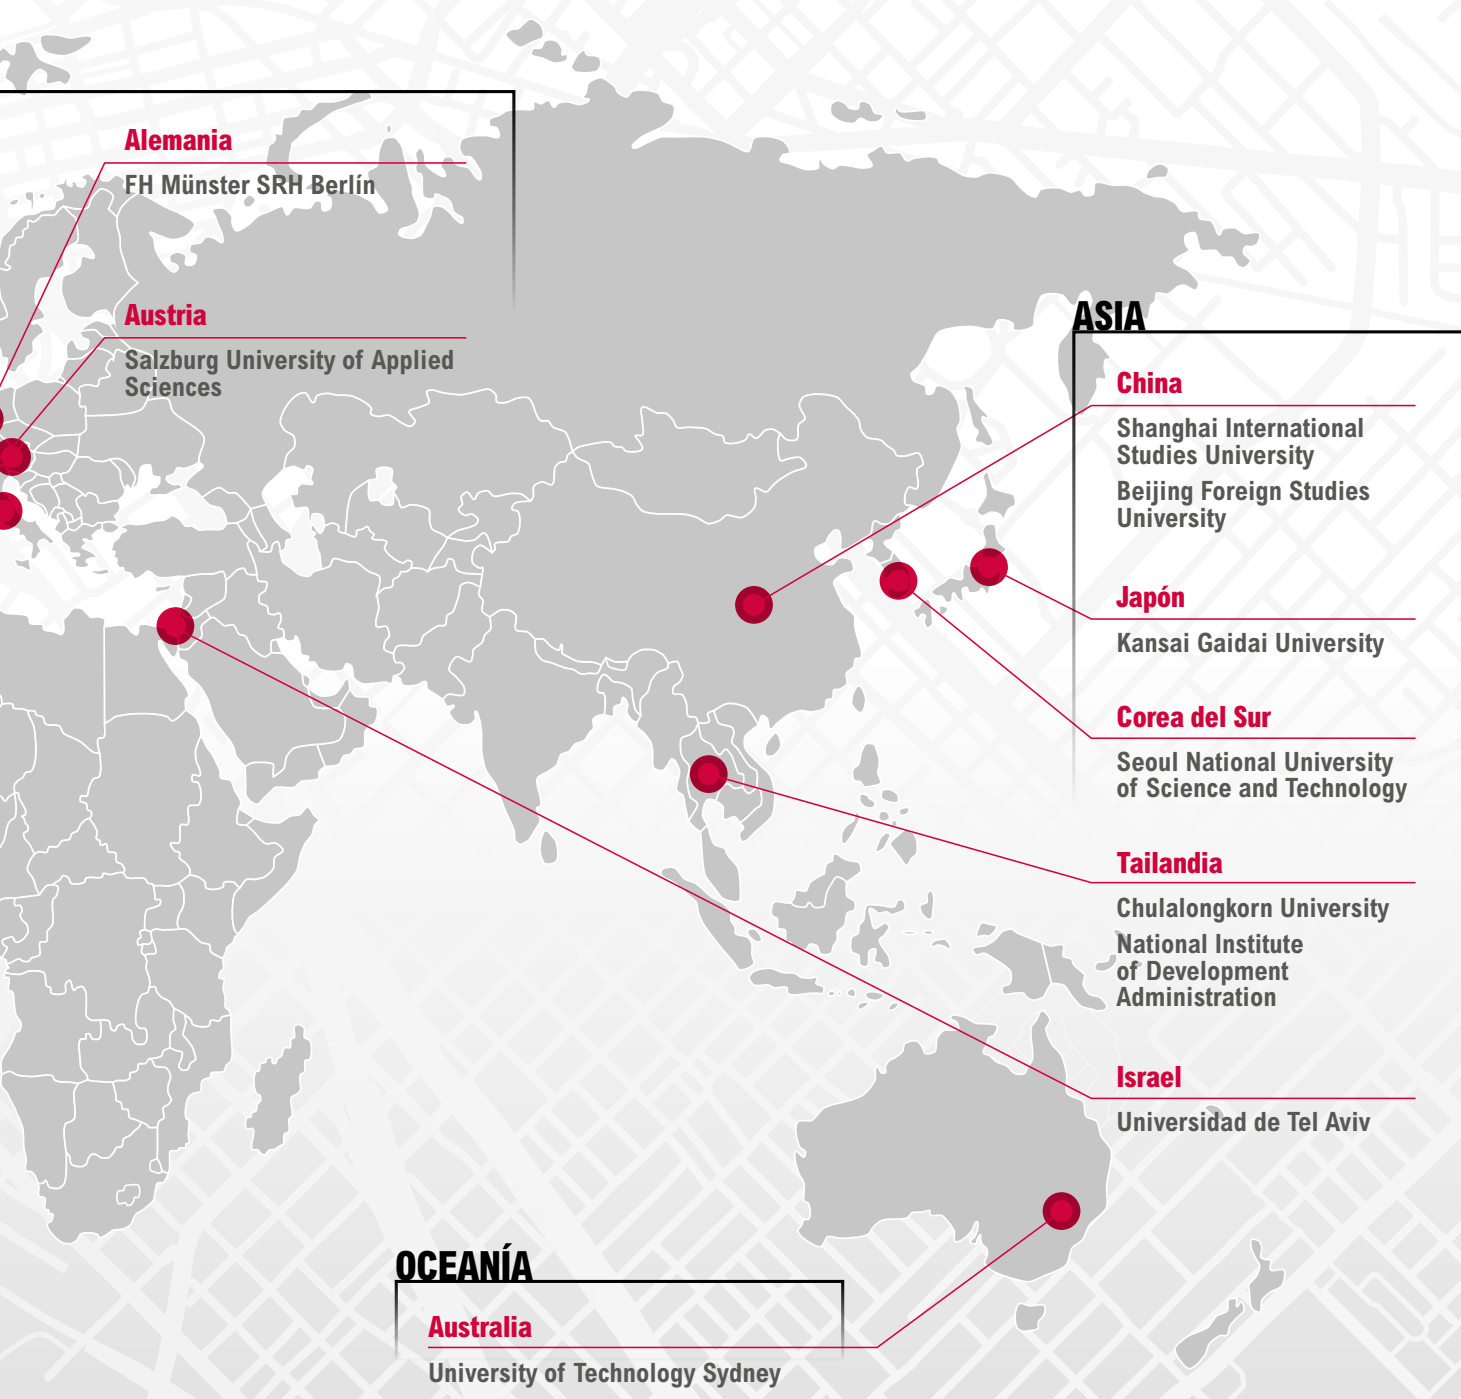 Alemania
FH Münster SRH Berlín
Austria
Salzburg University of Applied
Sciences
ASIA
China
Shanghai International
Studies University
Beijing Foreign Studies
University
Japón
Kansai Gaidai University
Corea del Sur
Seoul National University
of Science and Technology
Tailandia
Chulalongkorn University
National Institute
of Development
Administration
Israel
Universidad de Tel Aviv
OCEANÍA
Australia
University of Technology Sydney